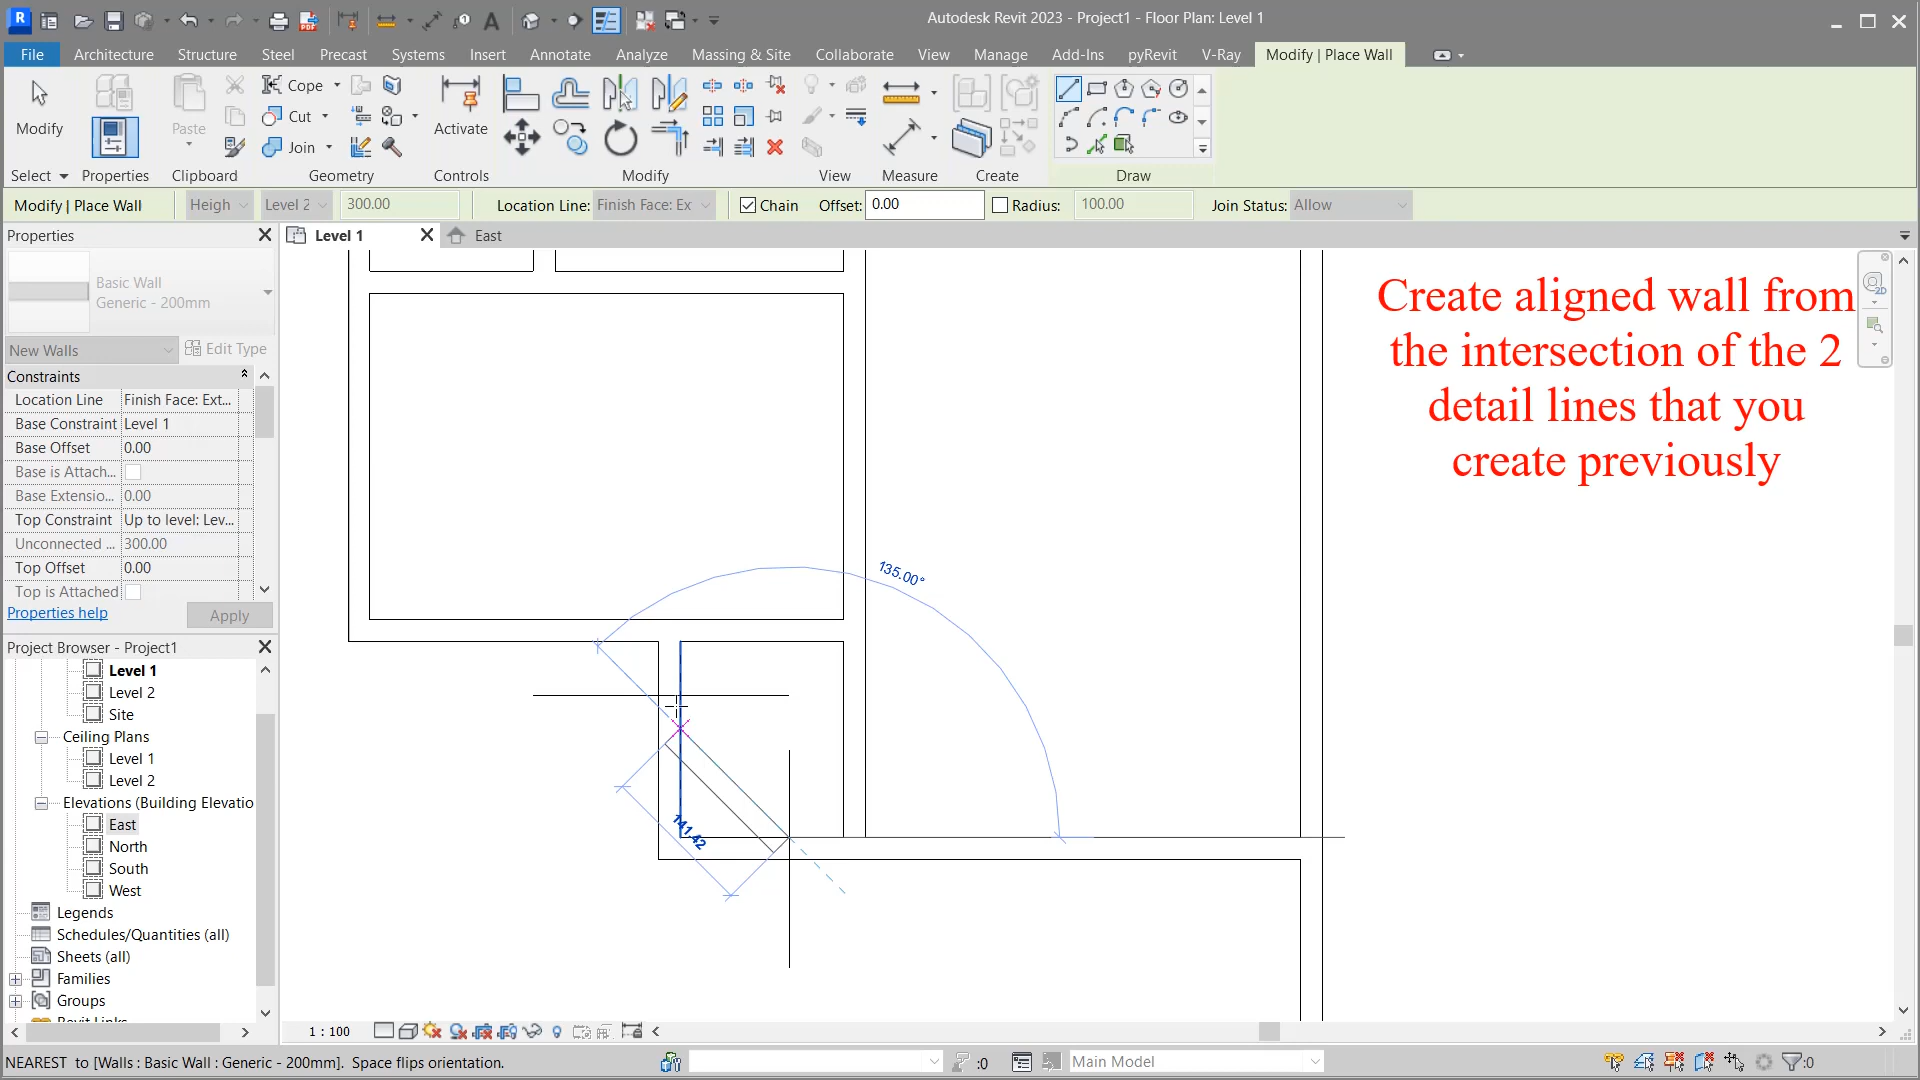 Autodesk Revit 2023 - Project1 - Floor Plan: Level 1
File Architecture Structure Steel Precast Systems Insert Annotate Analyze Massing & Site Collaborate View Manage Add-Ins pyRevit V-Ray Modify | Place Wall
Modify
Paste
Cope
Cut
Join
Activate
Select Properties Clipboard Geometry Controls Modify View Measure Create Draw
Modify | Place Wall Heigh Level 2 300.00 Location Line: Finish Face: Ex Chain Offset: 0.00 Radius: 100.00 Join Status: Allow
Properties
Level 1 East
Basic Wall
Generic - 200mm
New Walls Edit Type
Constraints
Location Line Finish Face: Ext...
Base Constraint Level 1
Base Offset 0.00
Base is Attach...
Base Extensio... 0.00
Top Constraint Up to level: Lev...
Unconnected ... 300.00
Top Offset 0.00
Top is Attached
Properties help Apply
Project Browser - Project1
Level 1
Level 2
Site
Ceiling Plans
Level 1
Level 2
Elevations (Building Elevatio
East
North
South
West
Legends
Schedules/Quantities (all)
Sheets (all)
Families
Groups
Revit Links
Create aligned wall from
the intersection of the 2
detail lines that you
create previously
2D
135.00°
141.42
1 : 100
NEAREST to [Walls : Basic Wall : Generic - 200mm]. Space flips orientation. :0 Main Model :0